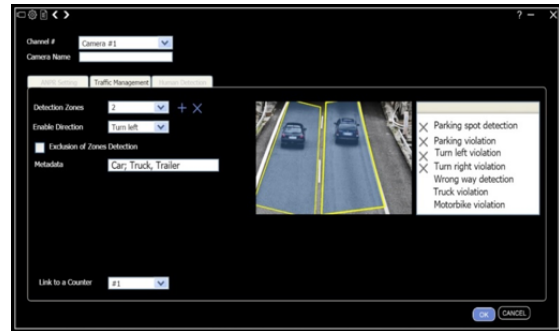 ? — X
Channel #
Camera #1
Camera Name
ANPR Setting
Traffic Management
Human Detection
Detection Zones
2
+ X
Enable Direction
Turn left
Exclusion of Zones Detection
Metadata
Car; Truck, Trailer
Parking spot detection
Parking violation
Turn left violation
Turn right violation
Wrong way detection
Truck violation
Motorbike violation
Link to a Counter
#1
OK
CANCEL